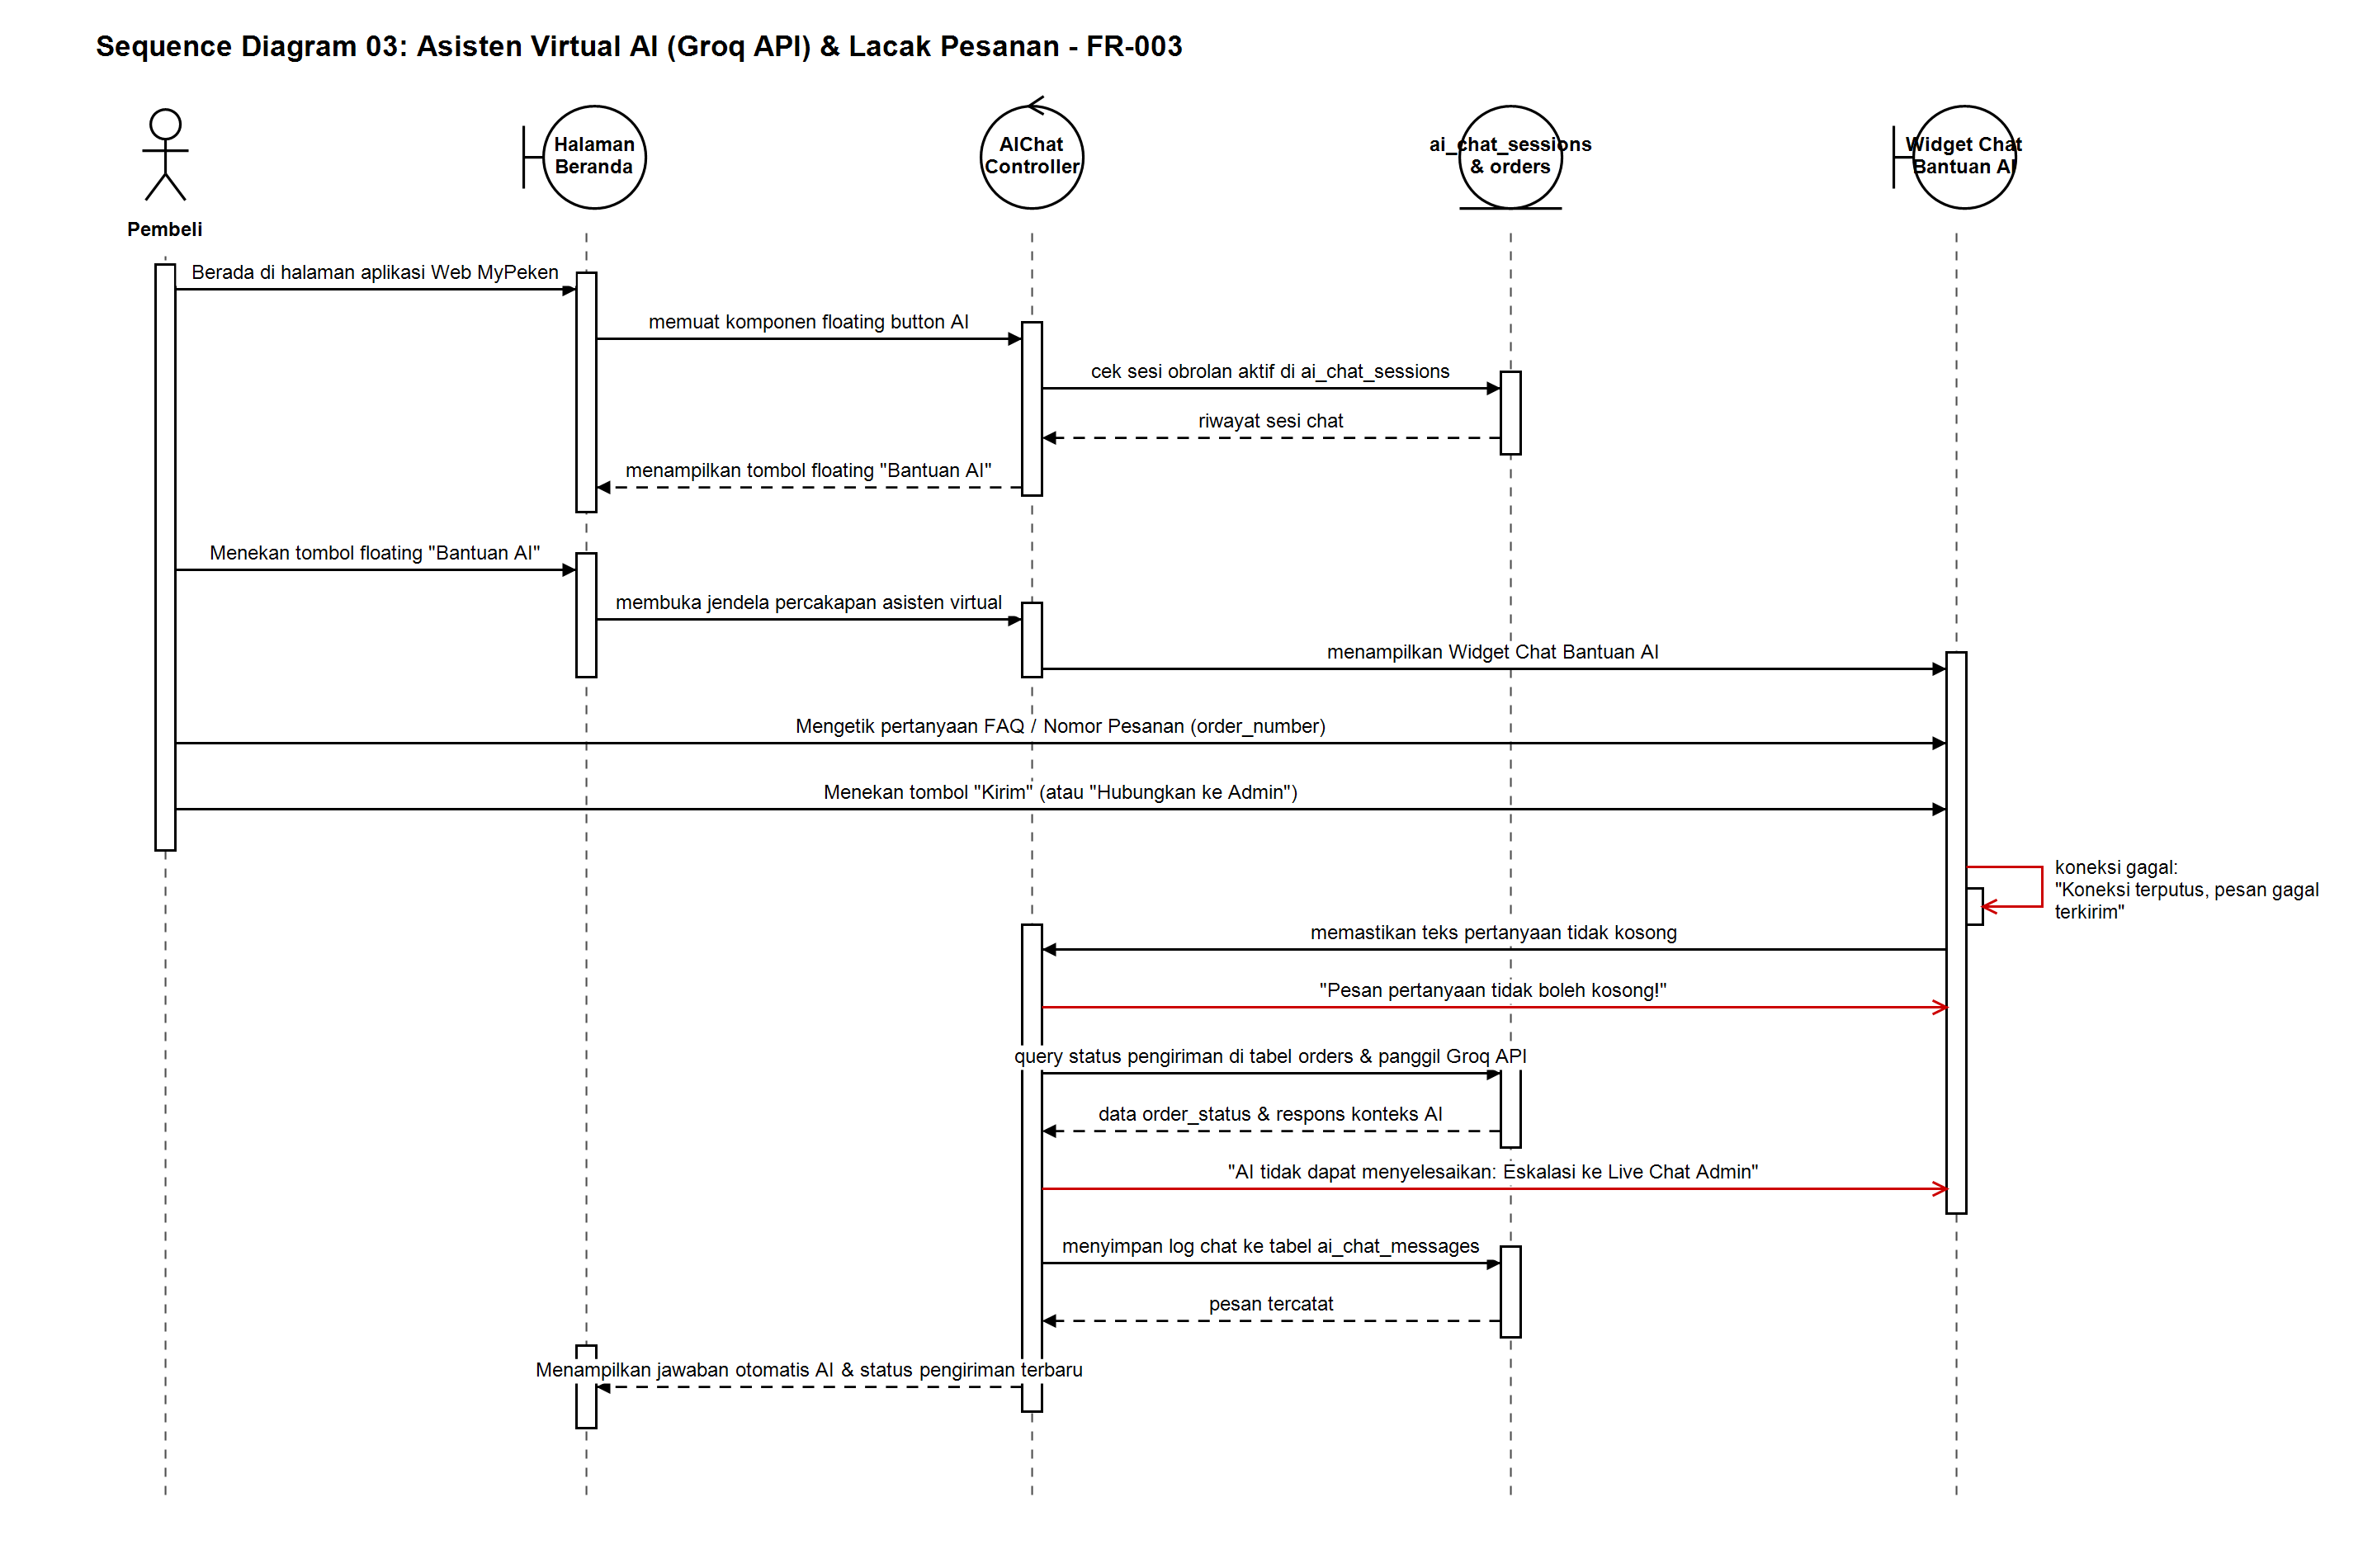 Sequence Diagram 03: Asisten Virtual AI (Groq API) & Lacak Pesanan - FR-003
Pembeli
Halaman
Beranda
AIChat
Controller
ai_chat_sessions
& orders
Widget Chat
Bantuan AI
Berada di halaman aplikasi Web MyPeken
memuat komponen floating button AI
cek sesi obrolan aktif di ai_chat_sessions
riwayat sesi chat
menampilkan tombol floating "Bantuan AI"
Menekan tombol floating "Bantuan AI"
membuka jendela percakapan asisten virtual
menampilkan Widget Chat Bantuan AI
Mengetik pertanyaan FAQ / Nomor Pesanan (order_number)
Menekan tombol "Kirim" (atau "Hubungkan ke Admin")
koneksi gagal:
"Koneksi terputus, pesan gagal
terkirim"
memastikan teks pertanyaan tidak kosong
"Pesan pertanyaan tidak boleh kosong!"
query status pengiriman di tabel orders & panggil Groq API
data order_status & respons konteks AI
"AI tidak dapat menyelesaikan: Eskalasi ke Live Chat Admin"
menyimpan log chat ke tabel ai_chat_messages
pesan tercatat
Menampilkan jawaban otomatis AI & status pengiriman terbaru